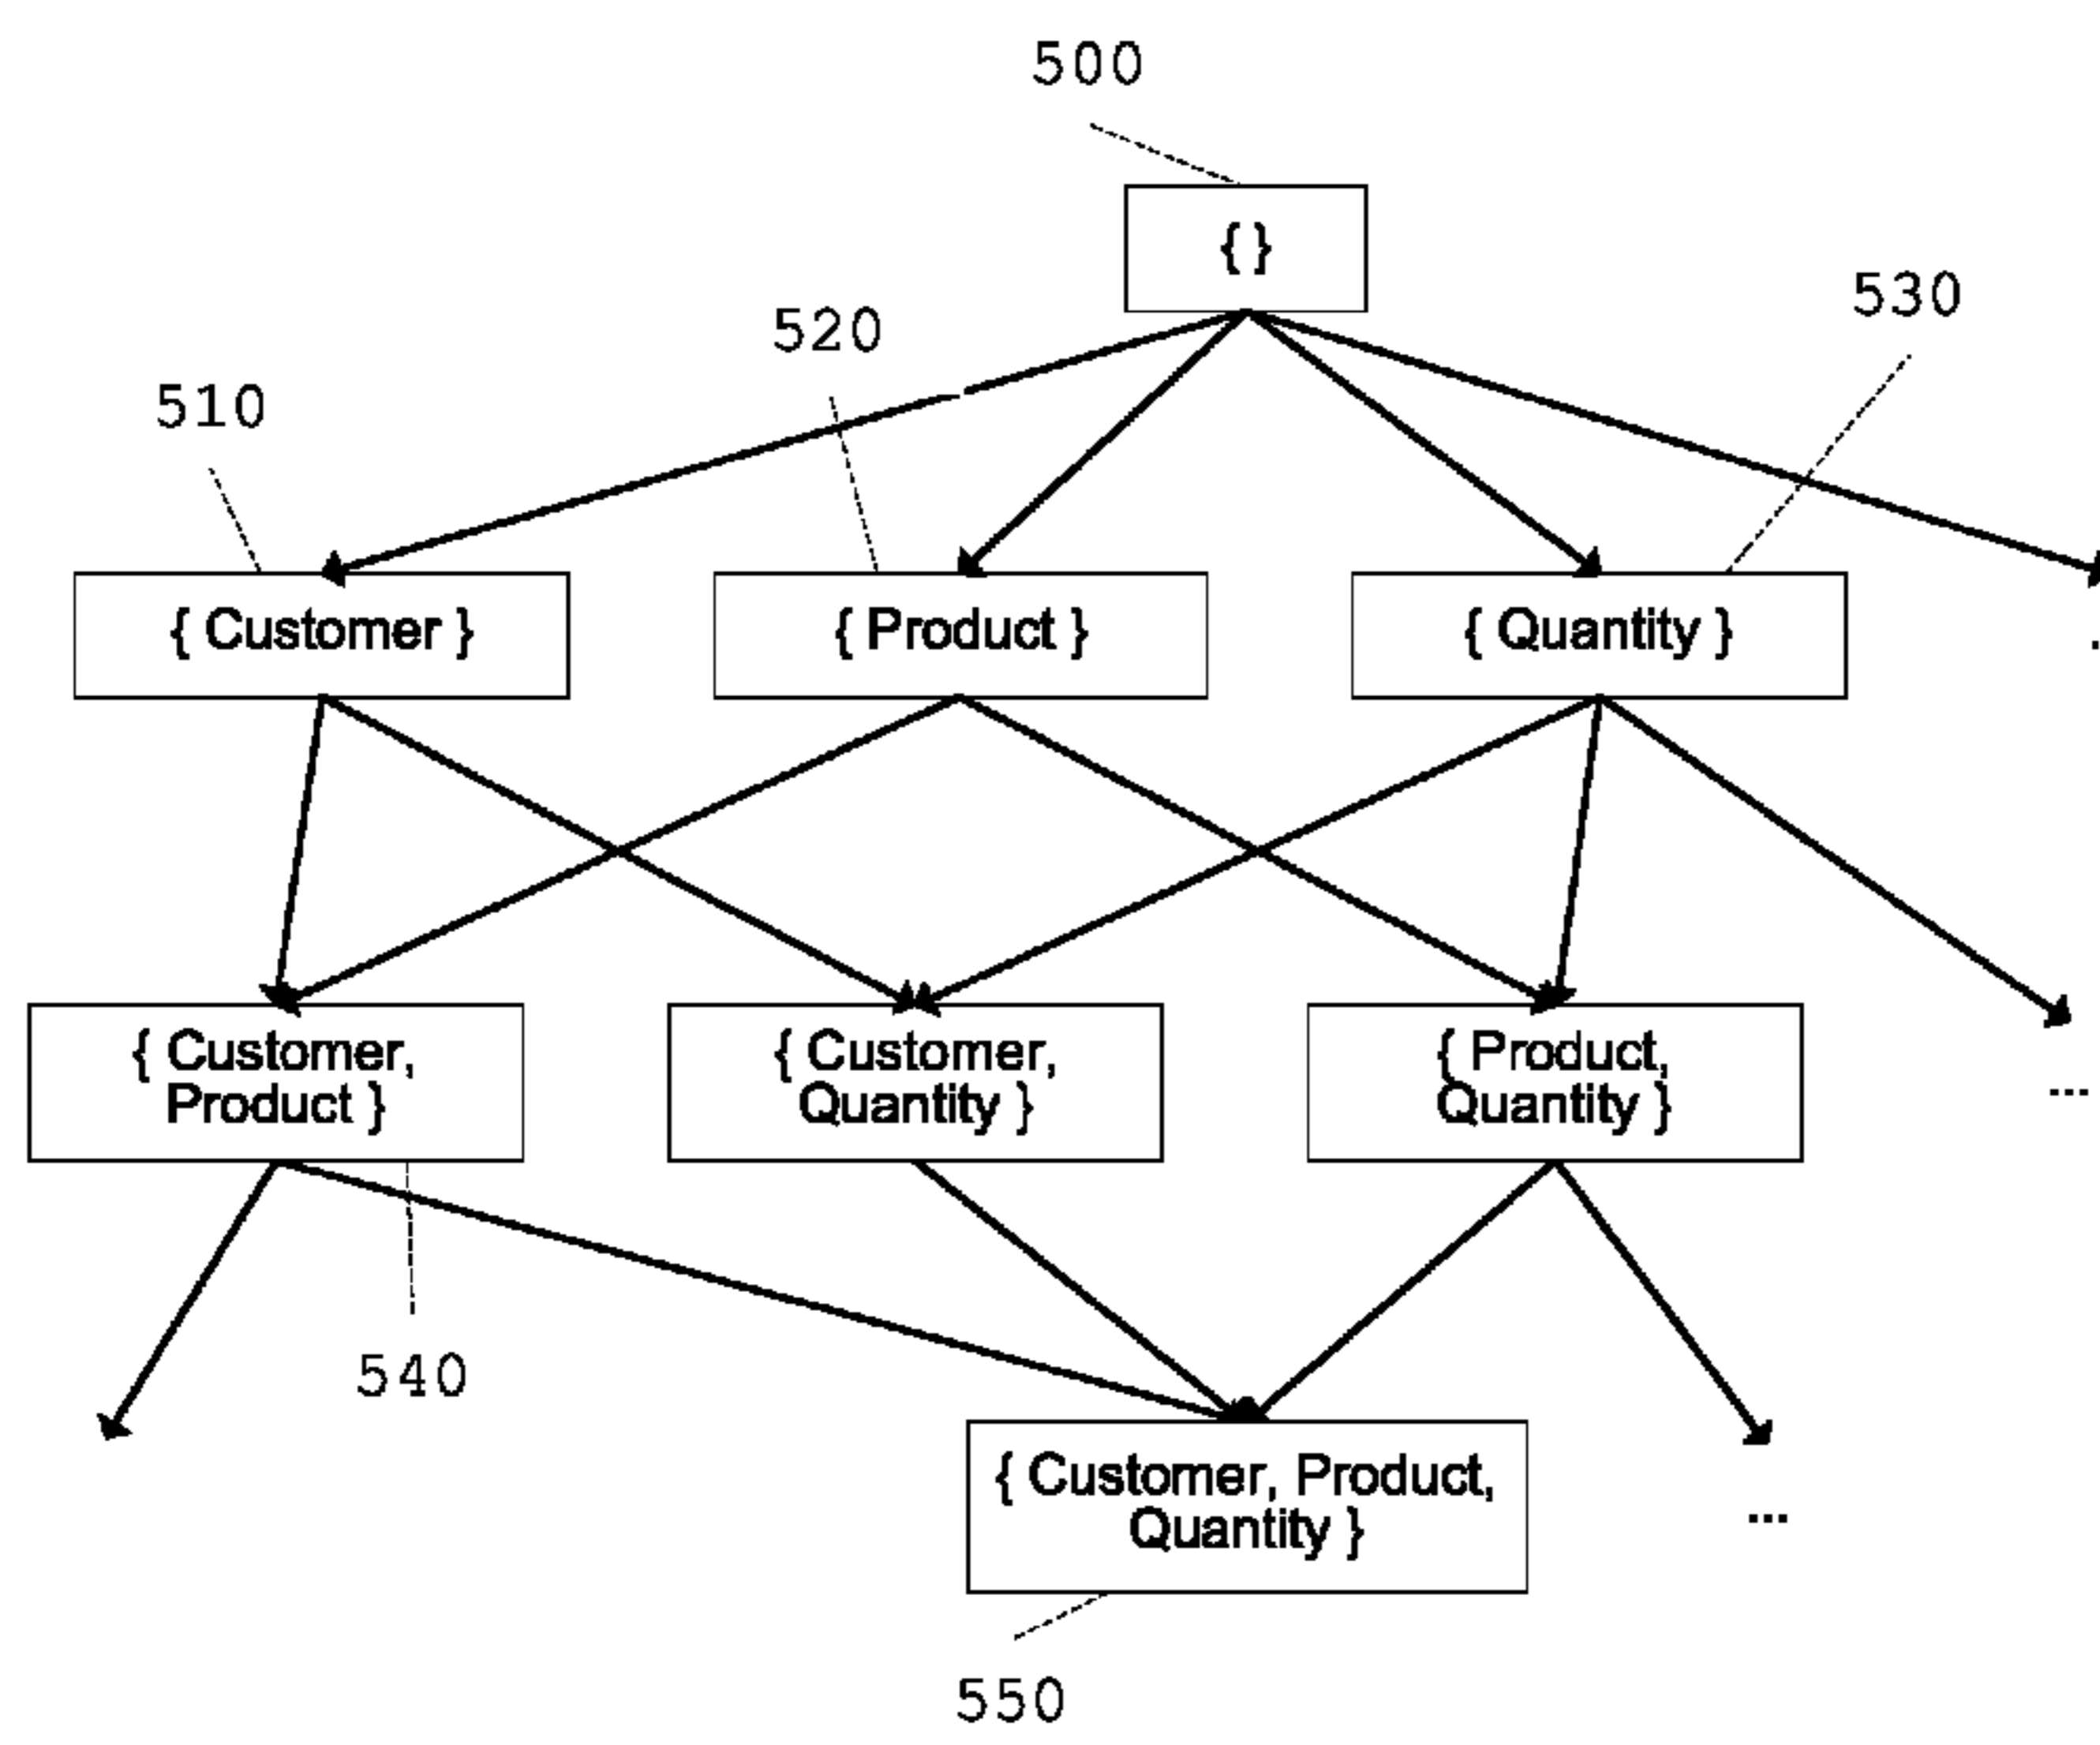 500
{ }
530
520
510
{ Customer }
{ Product }
{ Quantity }
.
{ Customer,
Product }
{ Customer,
Quantity }
{ Product,
Quantity }
...
540
{ Customer, Product,
Quantity }
...
550